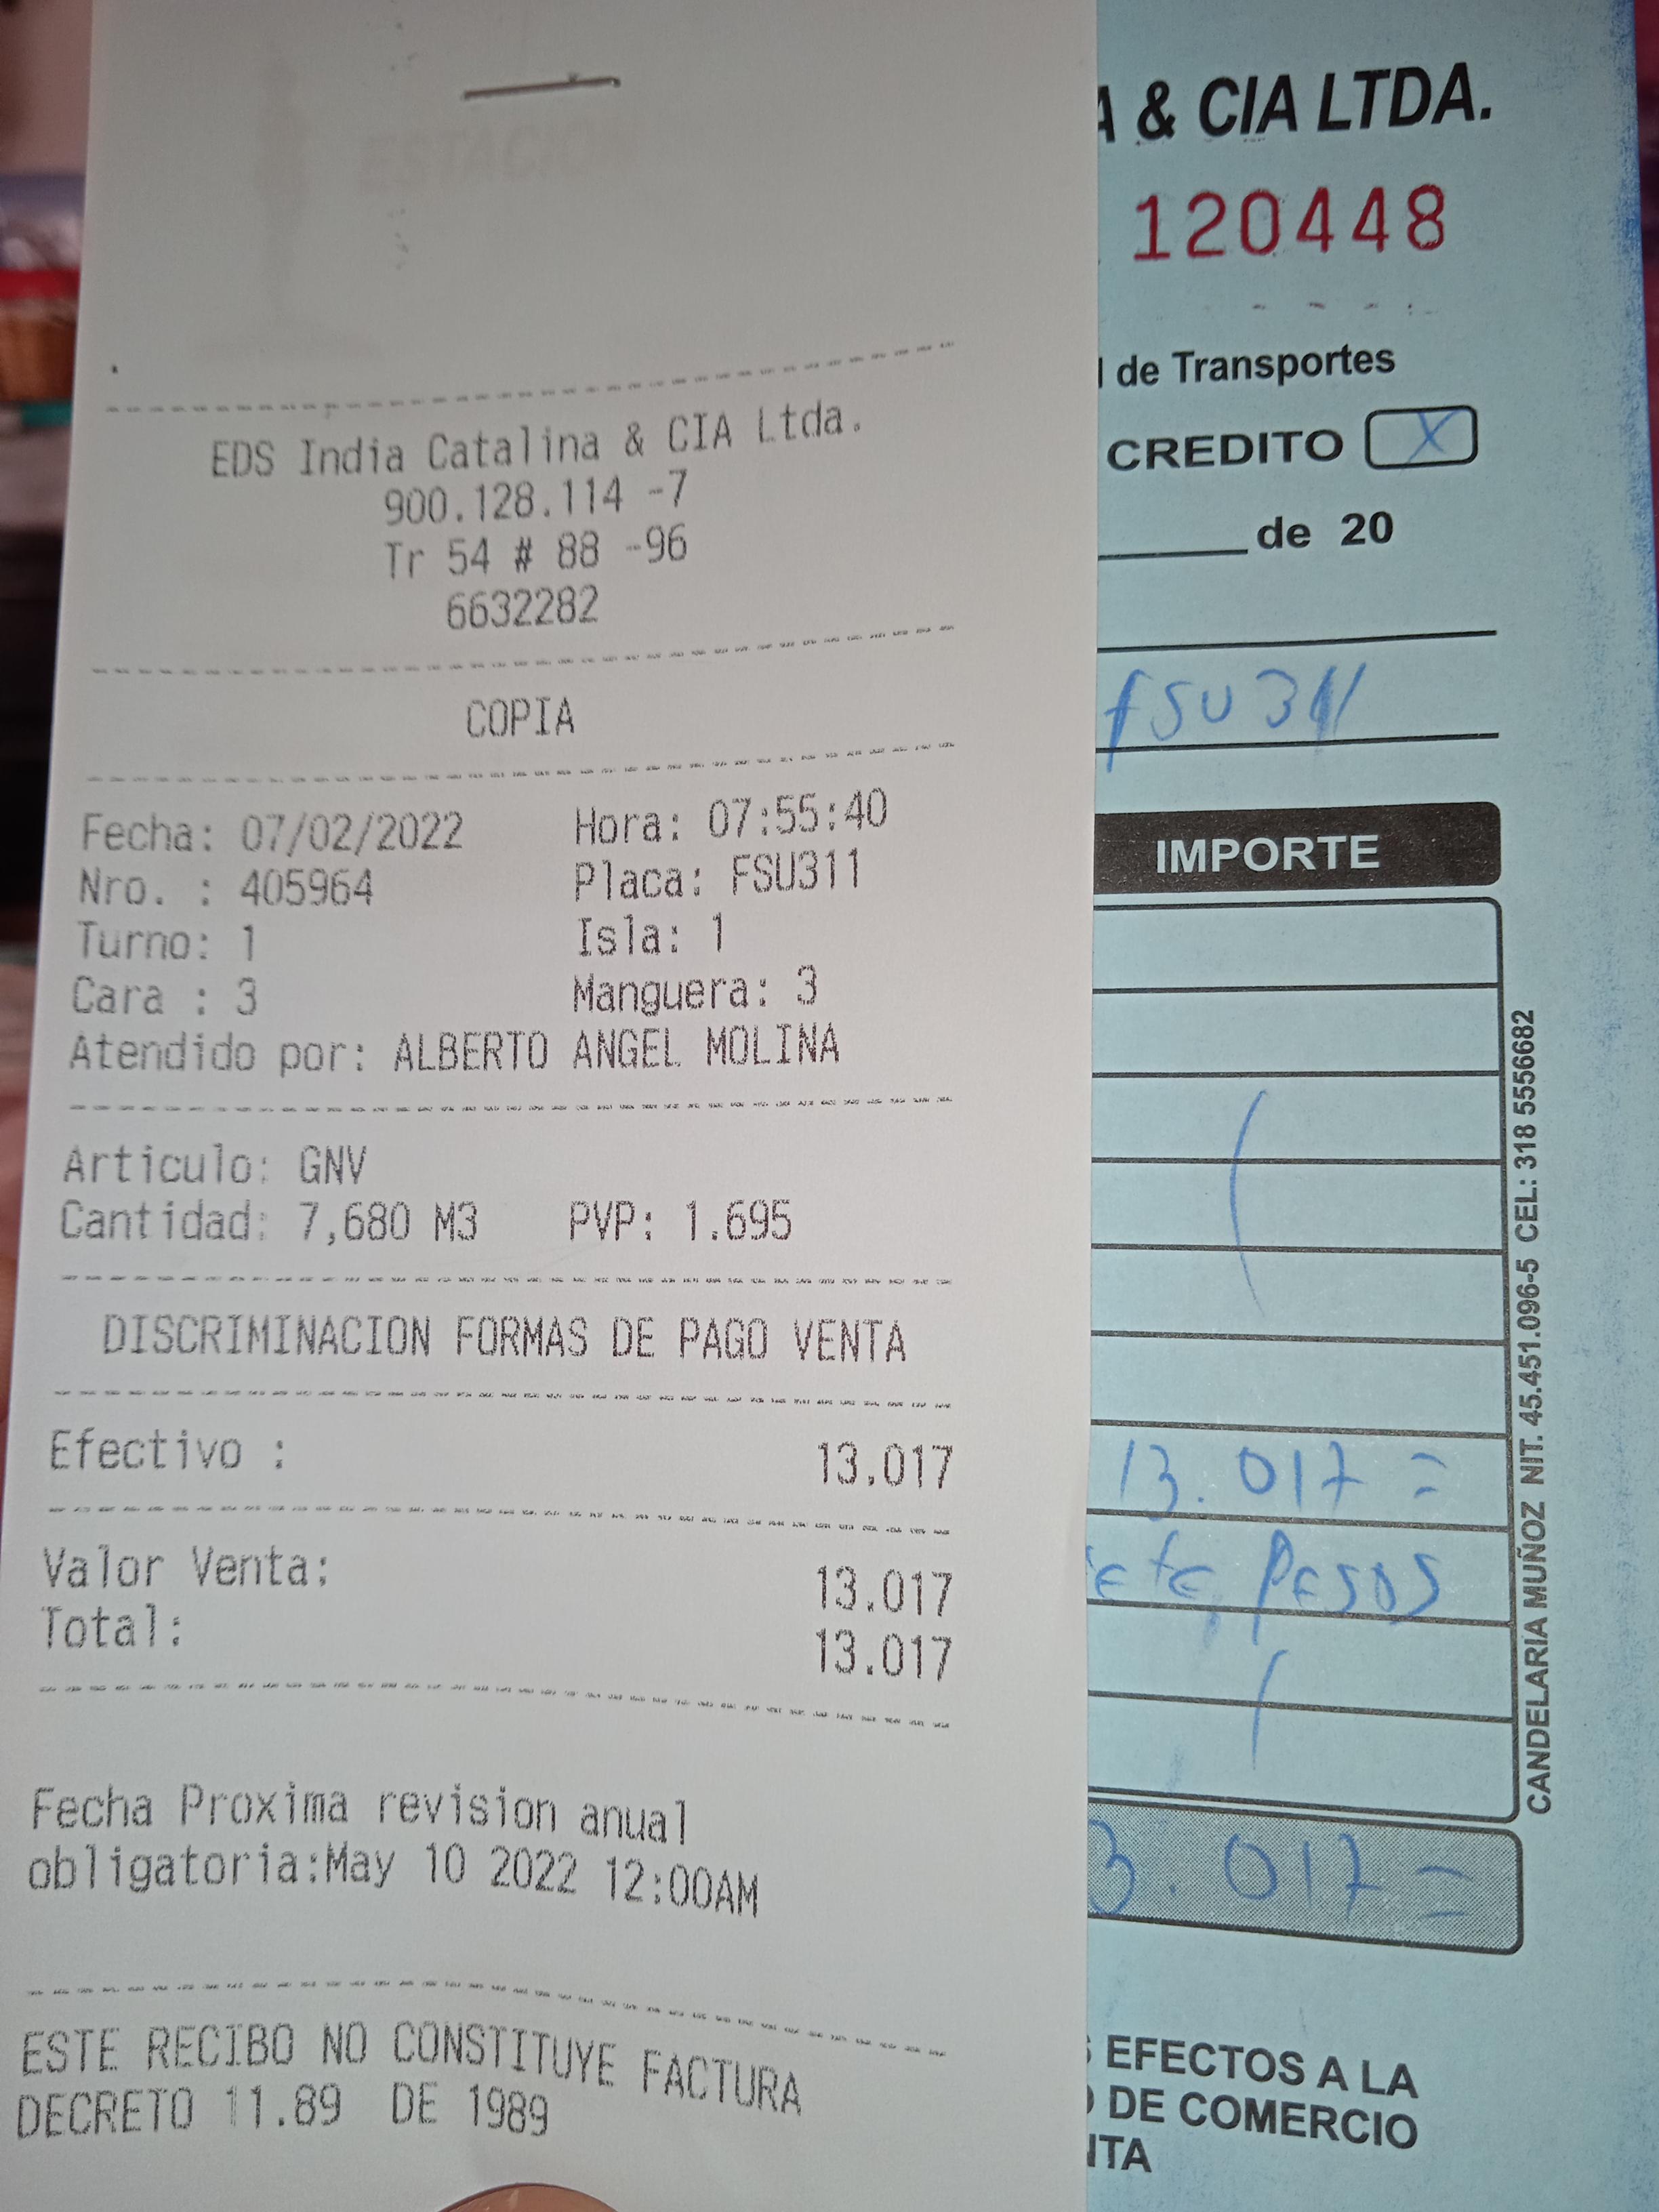 EDS India Catalina & CIA Ltda.
900.128.114 -7
Tr 54 # 88 -96
6632282
COPIA
Fecha: 07/02/2022 Hora: 07:55:40
Nro. : 405964 Placa: FSU311
Turno: 1 Isla: 1
Cara : 3 Manguera: 3
Atendido por: ALBERTO ANGEL MOLINA
Articulo: GNV
Cantidad: 7,680 M3 PVP: 1.695
DISCRIMINACION FORMAS DE PAGO VENTA
Efectivo : 13.017
Valor Venta: 13.017
Total: 13.017
Fecha Proxima revision anual
obligatoria:May 10 2022 12:00AM
ESTE RECIBO NO CONSTITUYE FACTURA
DECRETO 11.89 DE 1989
& CIA LTDA.
120448
de Transportes
CREDITO X
de 20
FSU311
IMPORTE
13.017=
Pesos
3.017=
EFECTOS A LA
DE COMERCIO
CANDELARIA MUÑOZ NIT. 45.451.096-5 CEL: 318 5556682